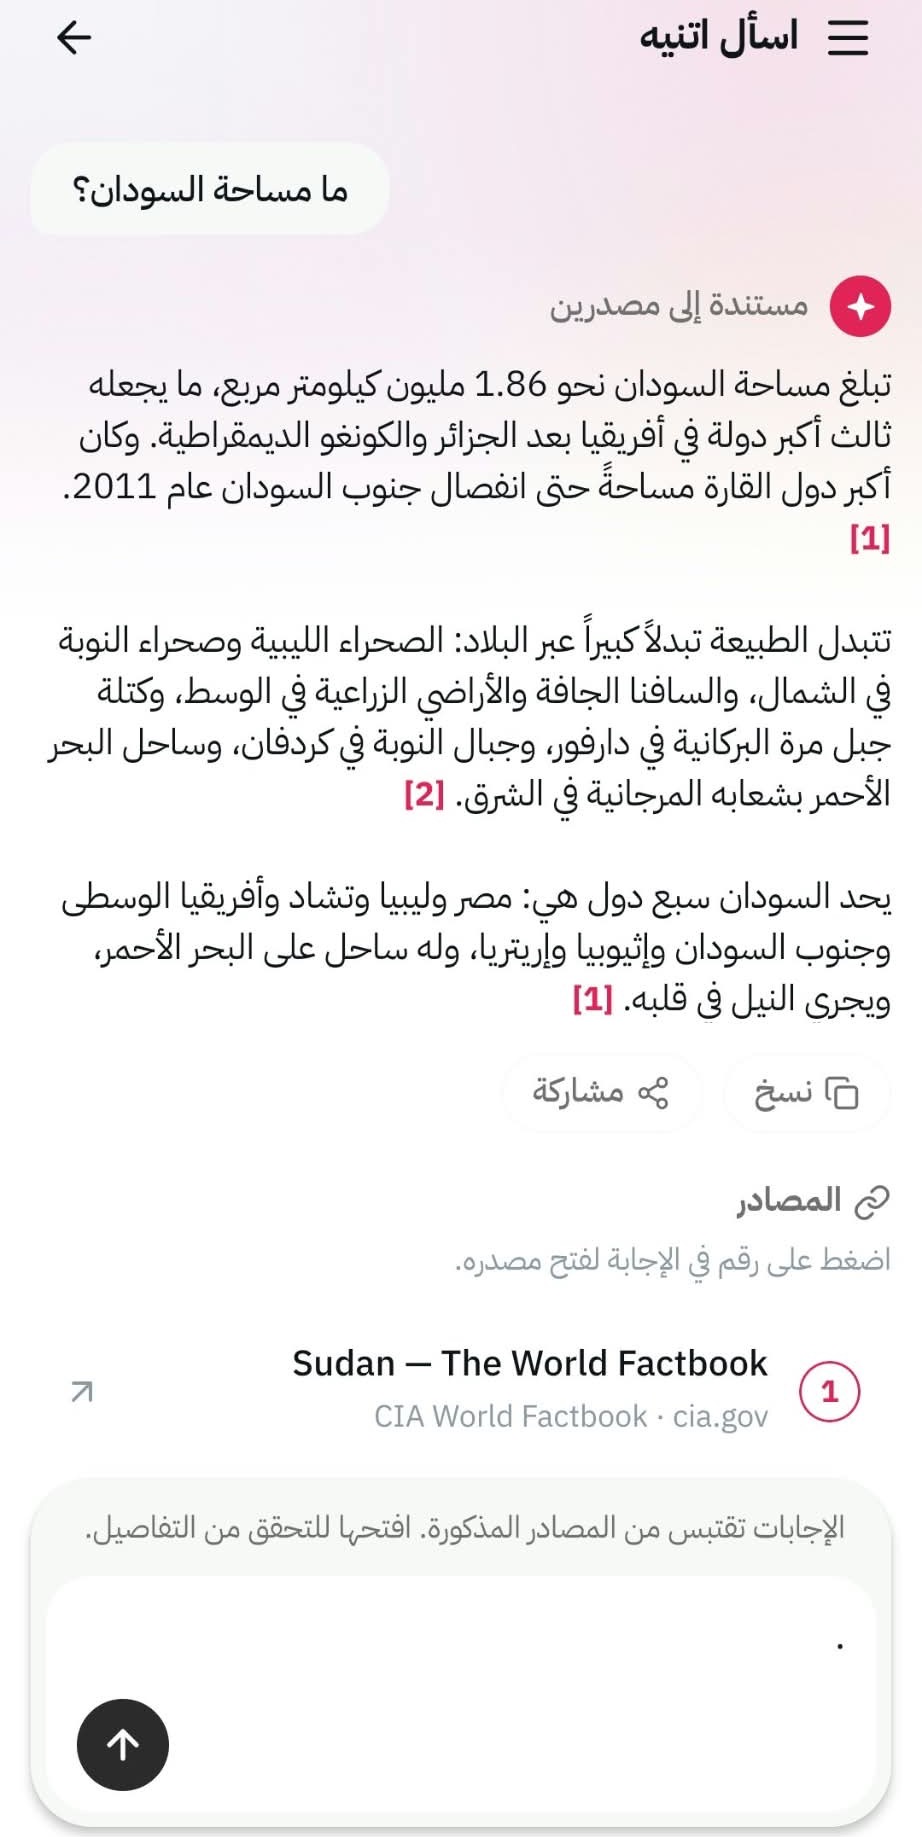 اسأل اتنيه
ما مساحة السودان؟
مستندة إلى مصدرين
تبلغ مساحة السودان نحو 1.86 مليون كيلومتر مربع، ما يجعله
ثالث أكبر دولة في أفريقيا بعد الجزائر والكونغو الديمقراطية. وكان
أكبر دول القارة مساحةً حتى انفصال جنوب السودان عام 2011.
[1]
تتبدل الطبيعة تبدلاً كبيراً عبر البلاد: الصحراء الليبية وصحراء النوبة
في الشمال، والسافنا الجافة والأراضي الزراعية في الوسط، وكتلة
جبل مرة البركانية في دارفور، وجبال النوبة في كردفان، وساحل البحر
الأحمر بشعابه المرجانية في الشرق. [2]
يحد السودان سبع دول هي: مصر وليبيا وتشاد وأفريقيا الوسطى
وجنوب السودان وإثيوبيا وإريتريا، وله ساحل على البحر الأحمر،
ويجري النيل في قلبه. [1]
نسخ
مشاركة
المصادر
اضغط على رقم في الإجابة لفتح مصدره.
1
Sudan — The World Factbook
CIA World Factbook · cia.gov
الإجابات تقتبس من المصادر المذكورة. افتحها للتحقق من التفاصيل.
.